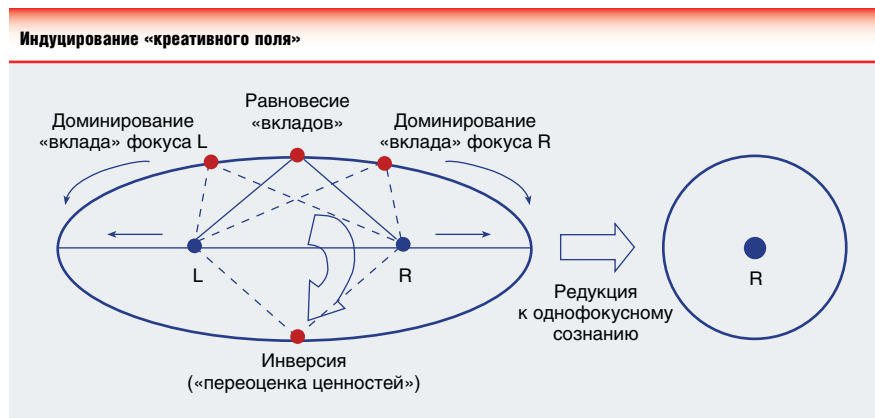 Индуцирование «креативного поля»
Доминирование
«вклада» фокуса L
Равновесие
«вкладов»
Доминирование
«вклада» фокуса R
L
R
Инверсия
(«переоценка ценностей»)
Редукция
к однофокусному
сознанию
R